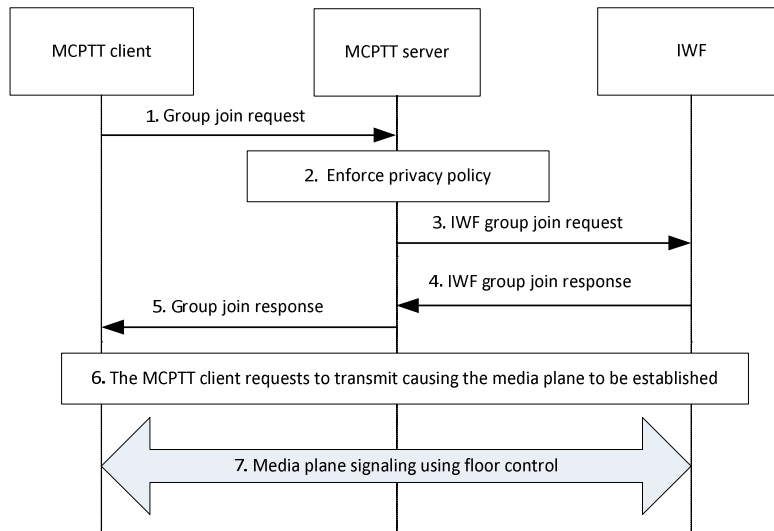 MCPTT client
MCPTT server
IWF
1. Group join request
2. Enforce privacy policy
3. IWF group join request
4. IWF group join response
5. Group join response
6. The MCPTT client requests to transmit causing the media plane to be established
7. Media plane signaling using floor control